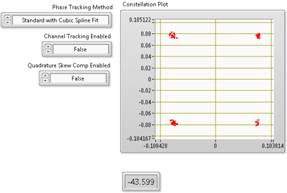 Phase Tracking Method
Standard with Cubic Spline Fit
Channel Tracking Enabled
False
Quadrature Skew Comp Enabled
False
Constellation Plot
0.105122
0.08
0.06
0.04
0.02
0
-0.02
-0.04
-0.06
-0.08
-0.104167
-0.109428
0
0.103814
-43.599